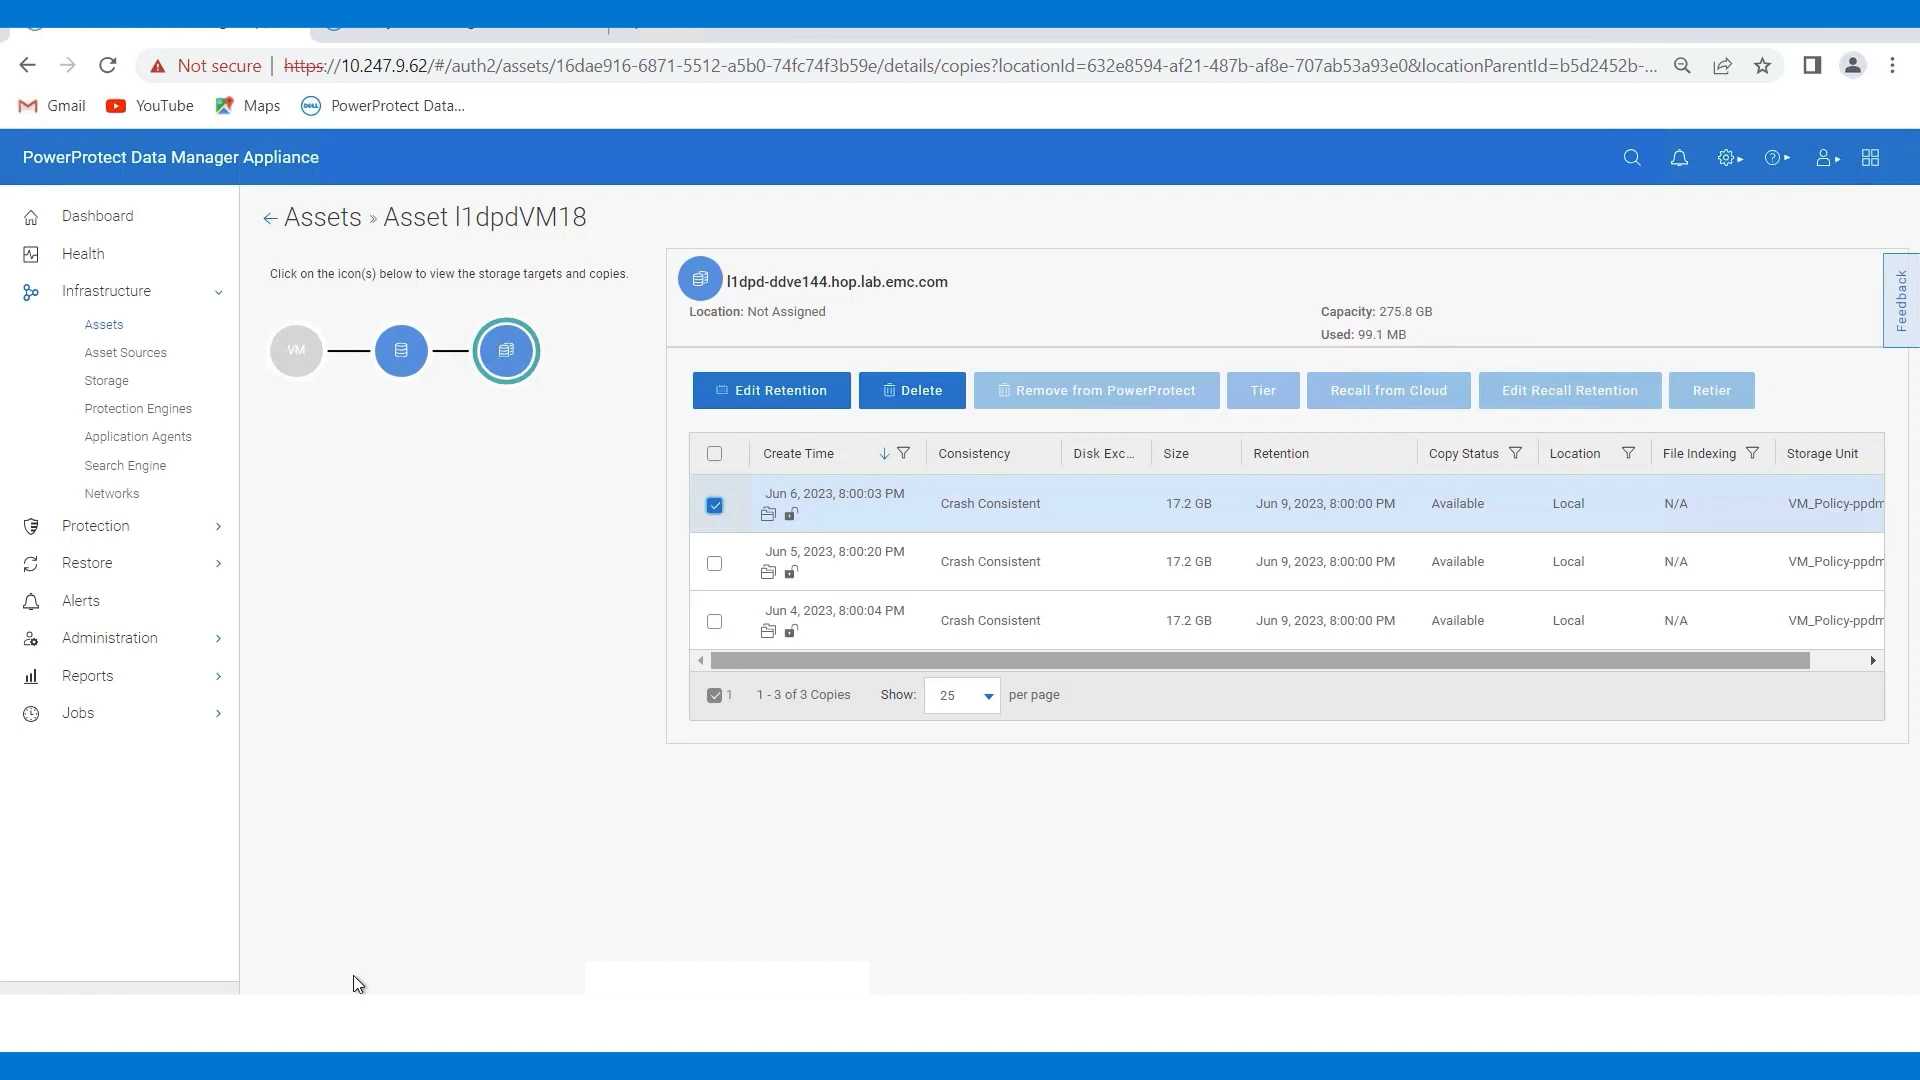 Not secure
https://10.247.9.62/#/auth2/assets/16dae916-6871-5512-a5b0-74fc74f3b59e/details/copies?locationId=632e8594-af21-487b-af8e-707ab53a93e0&locationParentId=b5d2452b-...
Gmail YouTube Maps PowerProtect Data...
PowerProtect Data Manager Appliance
Dashboard
Health
Infrastructure
Assets
Asset Sources
Storage
Protection Engines
Application Agents
Search Engine
Networks
Protection
Restore
Alerts
Administration
Reports
Jobs
Assets » Asset l1dpdVM18
Click on the icon(s) below to view the storage targets and copies.
VM
l1dpd-ddve144.hop.lab.emc.com
Location: Not Assigned
Capacity: 275.8 GB
Used: 99.1 MB
Feedback
Edit Retention Delete Remove from PowerProtect Tier Recall from Cloud Edit Recall Retention Retier
Create Time Consistency Disk Exc... Size Retention Copy Status Location File Indexing Storage Unit
Jun 6, 2023, 8:00:03 PM Crash Consistent 17.2 GB Jun 9, 2023, 8:00:00 PM Available Local N/A VM_Policy-ppdm
Jun 5, 2023, 8:00:20 PM Crash Consistent 17.2 GB Jun 9, 2023, 8:00:00 PM Available Local N/A VM_Policy-ppdm
Jun 4, 2023, 8:00:04 PM Crash Consistent 17.2 GB Jun 9, 2023, 8:00:00 PM Available Local N/A VM_Policy-ppdm
1 1 - 3 of 3 Copies Show: 25 per page